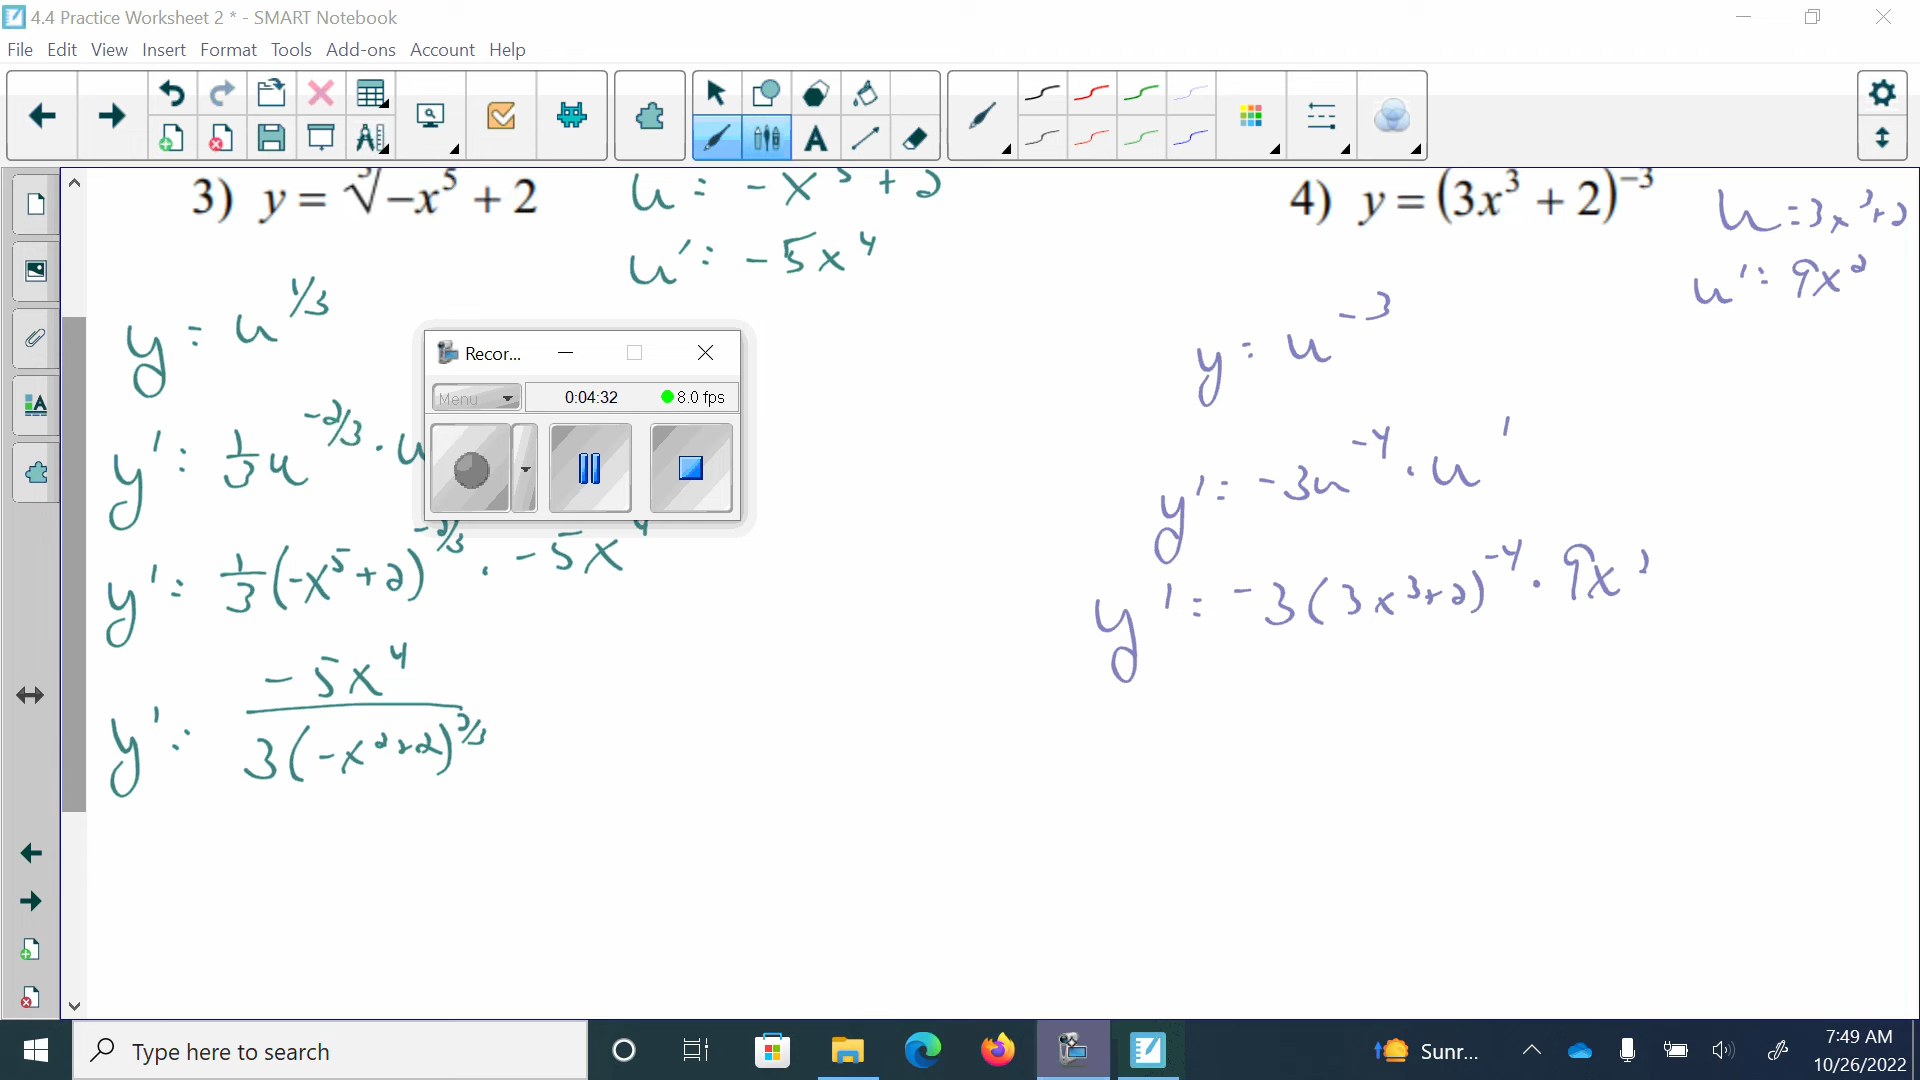 4.4 Practice Worksheet 2 * - SMART Notebook
File Edit View Insert Format Tools Add-ons Account Help
3) y = ∛-x⁵ + 2
u = -x⁵ + 2
u' = -5x⁴
y = u^1/3
y' = 1/3 u^-2/3 · u
y' = 1/3 (-x⁵+2)^-2/3 · -5x⁴
y' = -5x⁴ / 3(-x²+2)^2/3
Recor...
Menu 0:04:32 8.0 fps
4) y = (3x³ + 2)⁻³
u = 3x³+2
u' = 9x²
y = u⁻³
y' = -3u⁻⁴ · u'
y' = -3(3x³+2)⁻⁴ · 9x²
Type here to search
Sunr...
7:49 AM
10/26/2022